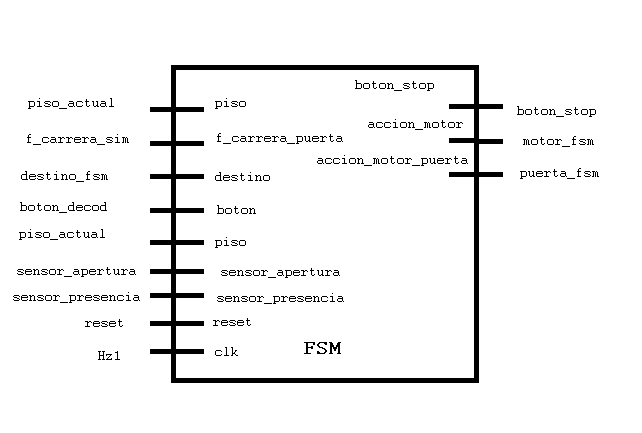 boton_stop
piso_actual piso boton_stop
accion_motor
f_carrera_sim f_carrera_puerta motor_fsm
accion_motor_puerta
destino_fsm destino puerta_fsm
boton_decod boton
piso_actual piso
sensor_apertura sensor_apertura
sensor_presencia sensor_presencia
reset reset
Hz1 clk FSM